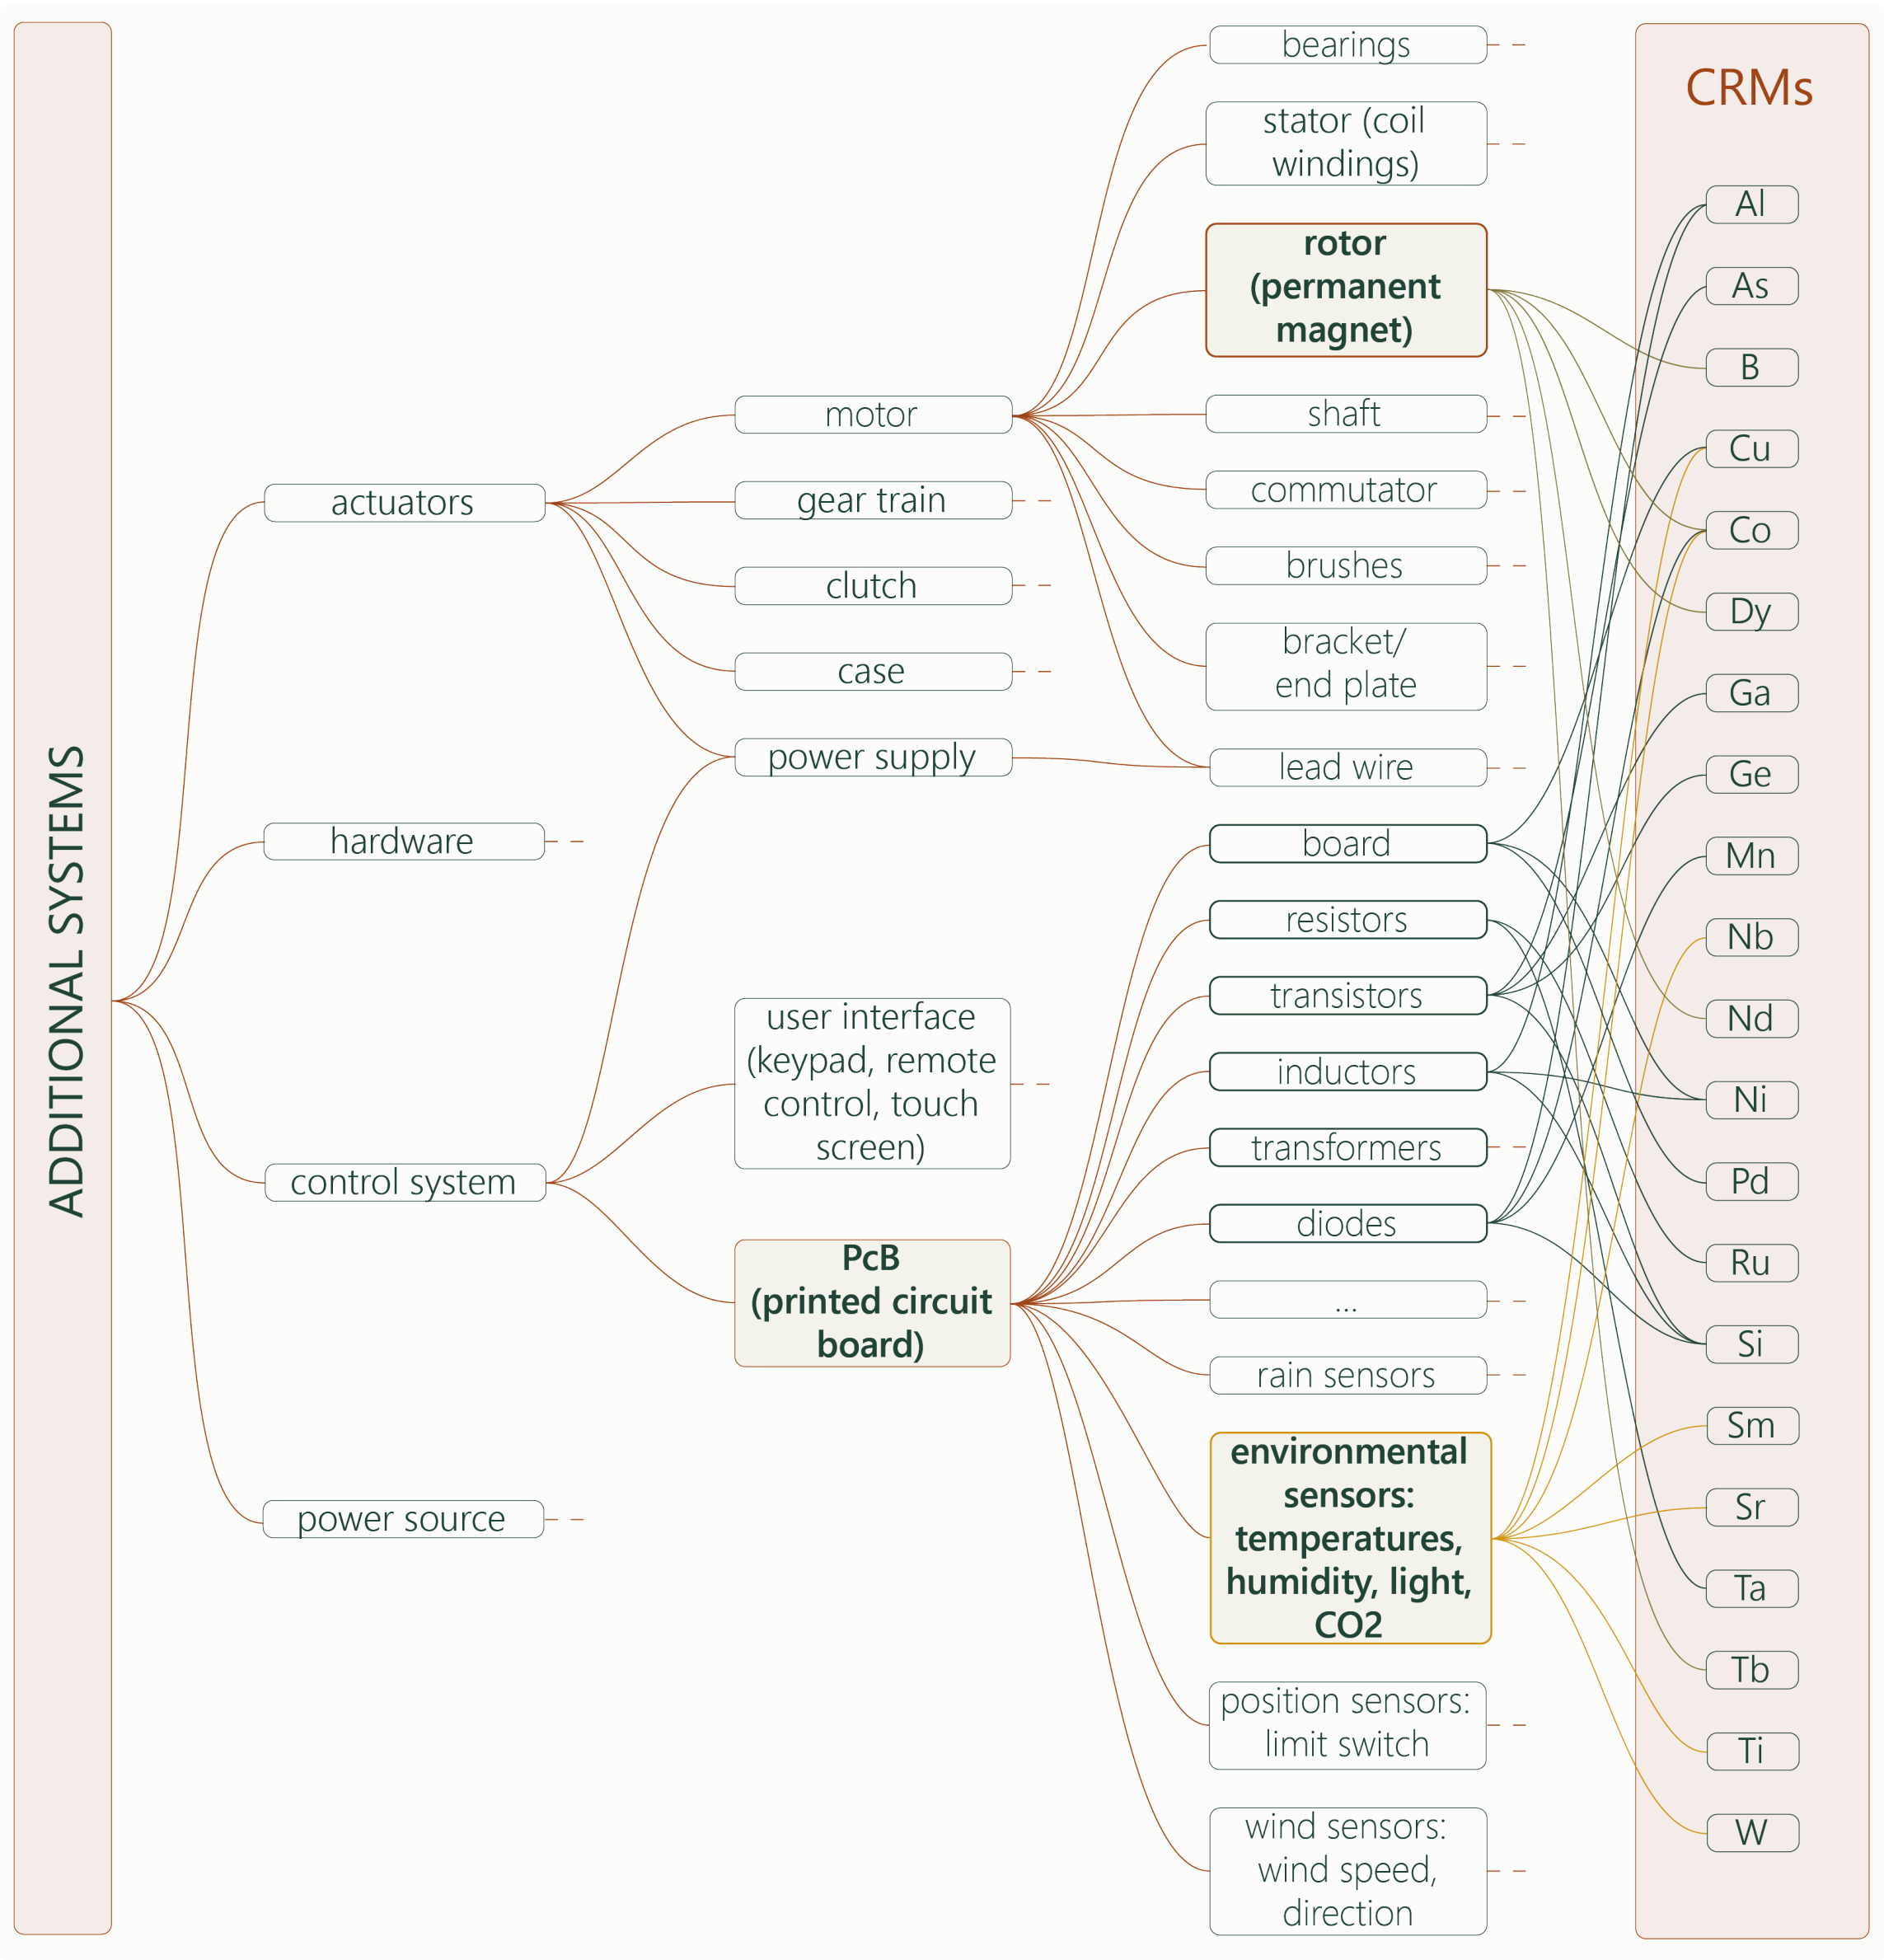 ADDITIONAL SYSTEMS
actuators
hardware
control system
power source
motor
gear train
clutch
case
power supply
user interface
(keypad, remote
control, touch
screen)
PcB
(printed circuit
board)
bearings
stator (coil
windings)
rotor
(permanent
magnet)
shaft
commutator
brushes
bracket/
end plate
lead wire
board
resistors
transistors
inductors
transformers
diodes
...
rain sensors
environmental
sensors:
temperatures,
humidity, light,
CO2
position sensors:
limit switch
wind sensors:
wind speed,
direction
CRMs
Al
As
B
Cu
Co
Dy
Ga
Ge
Mn
Nb
Nd
Ni
Pd
Ru
Si
Sm
Sr
Ta
Tb
Ti
W